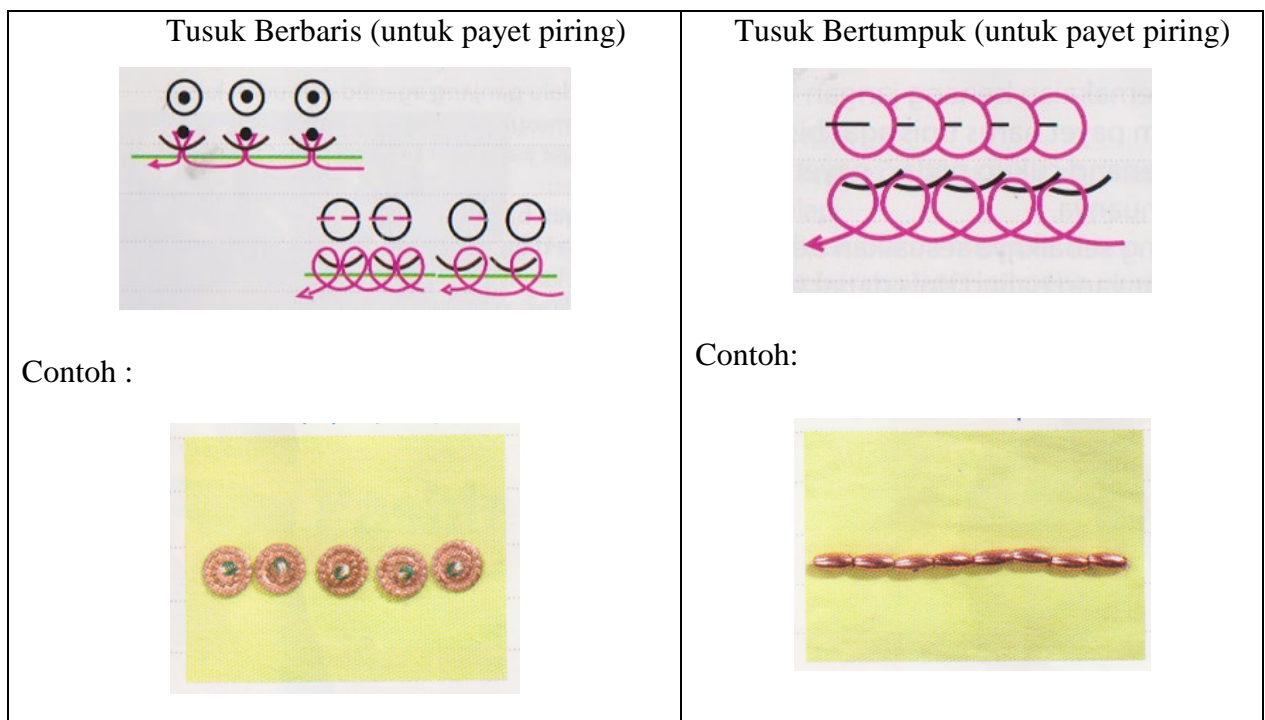 Tusuk Berbaris (untuk payet piring)
Contoh :
Tusuk Bertumpuk (untuk payet piring)
Contoh: